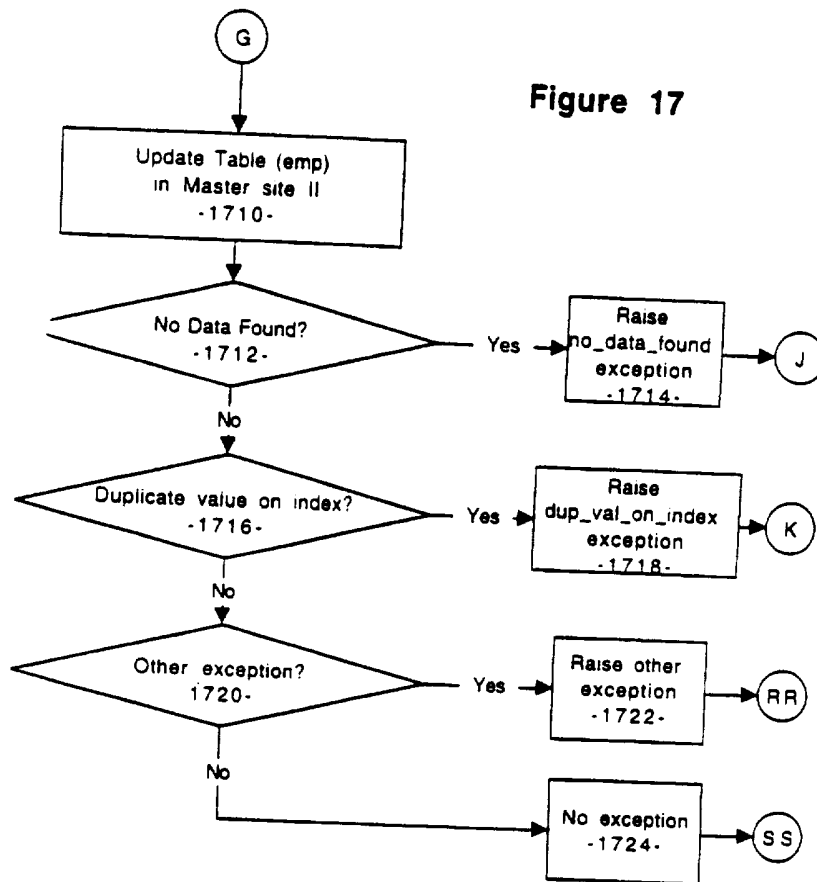 G
Figure 17
Update Table (emp)
in Master site II
-1710-
No Data Found?
-1712-
Yes
Raise
no_data_found
exception
-1714-
J
No
Duplicate value on index?
-1716-
Yes
Raise
dup_val_on_index
exception
-1718-
K
No
Other exception?
1720-
Yes
Raise other
exception
-1722-
RR
No
No exception
-1724-
SS